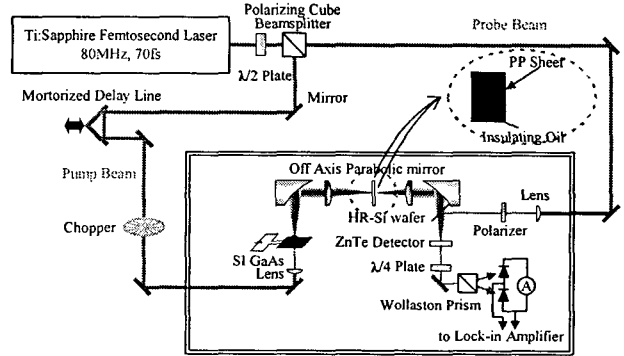 Polarizing Cube
Beamsplitter
Probe Beam
Ti:Sapphire Femtosecond Laser
80MHz, 70fs
λ/2 Plate
PP Sheet
Mortorized Delay Line
Mirror
Insulating Oil
Pump Beam
Off Axis Parabolic mirror
Chopper
HR-Si wafer
Lens
Polarizer
SI GaAs
Lens
ZnTe Detector
λ/4 Plate
Wollaston Prism
A
to Lock-in Amplifier